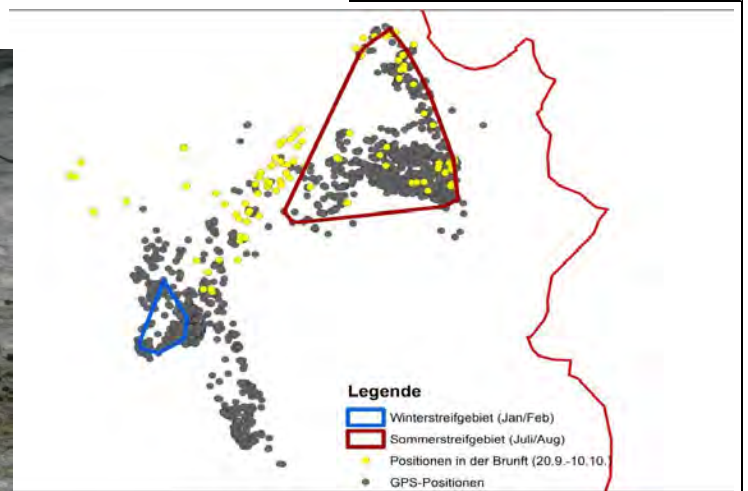 Legende
Winterstreifgebiet (Jan/Feb)
Sommerstreifgebiet (Juli/Aug)
Positionen in der Brunft (20.9.-10.10.)
GPS-Positionen